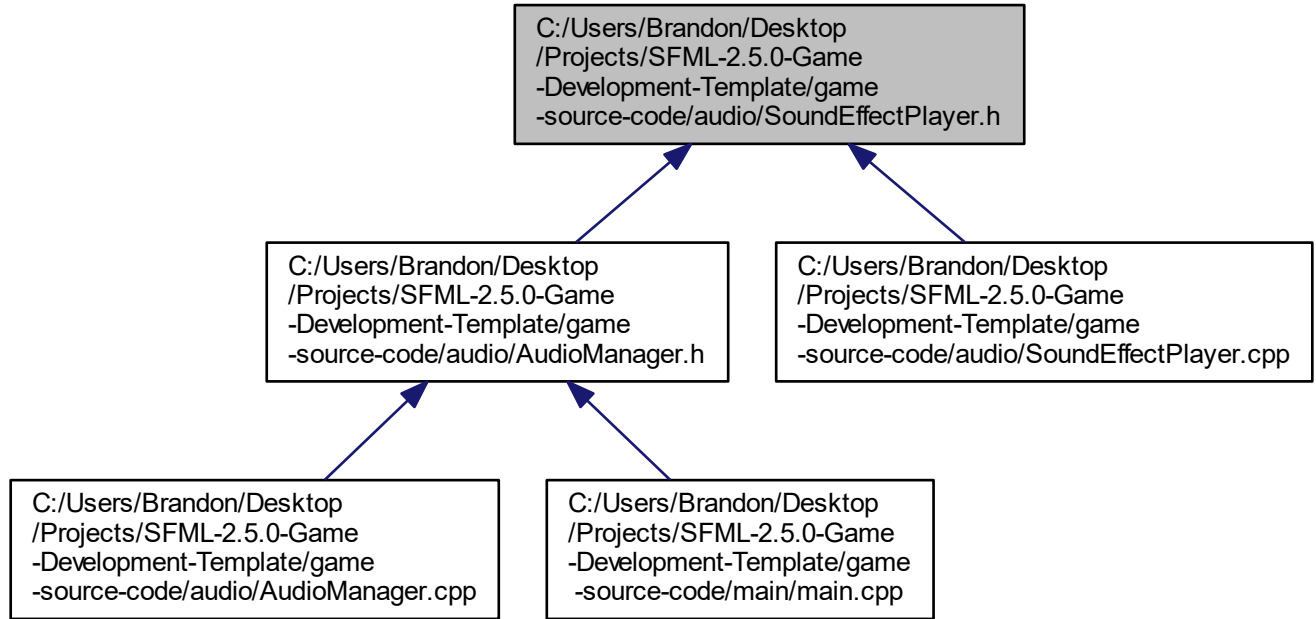 C:/Users/Brandon/Desktop
/Projects/SFML-2.5.0-Game
-Development-Template/game
-source-code/audio/SoundEffectPlayer.h
C:/Users/Brandon/Desktop
/Projects/SFML-2.5.0-Game
-Development-Template/game
-source-code/audio/AudioManager.h
C:/Users/Brandon/Desktop
/Projects/SFML-2.5.0-Game
-Development-Template/game
-source-code/audio/SoundEffectPlayer.cpp
C:/Users/Brandon/Desktop
/Projects/SFML-2.5.0-Game
-Development-Template/game
-source-code/audio/AudioManager.cpp
C:/Users/Brandon/Desktop
/Projects/SFML-2.5.0-Game
-Development-Template/game
-source-code/main/main.cpp